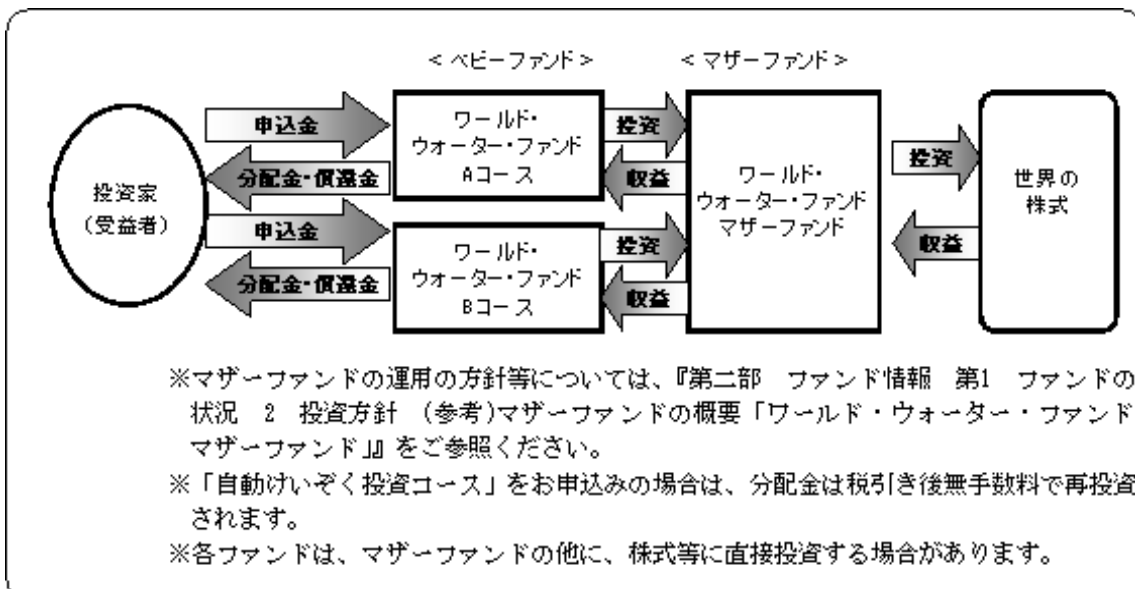 ＜ベビーファンド＞
＜マザーファンド＞
投資家
（受益者）
申込金
分配金・償還金
申込金
分配金・償還金
ワールド・
ウォーター・ファンド
Aコース
ワールド・
ウォーター・ファンド
Bコース
投資
収益
投資
収益
ワールド・
ウォーター・ファンド
マザーファンド
投資
収益
世界の
株式
※マザーファンドの運用の方針等については、『第二部　ファンド情報　第1　ファンドの
状況　2　投資方針　(参考)マザーファンドの概要「ワールド・ウォーター・ファンド
マザーファンド」』をご参照ください。
※「自動けいぞく投資コース」をお申込みの場合は、分配金は税引き後無手数料で再投資
されます。
※各ファンドは、マザーファンドの他に、株式等に直接投資する場合があります。